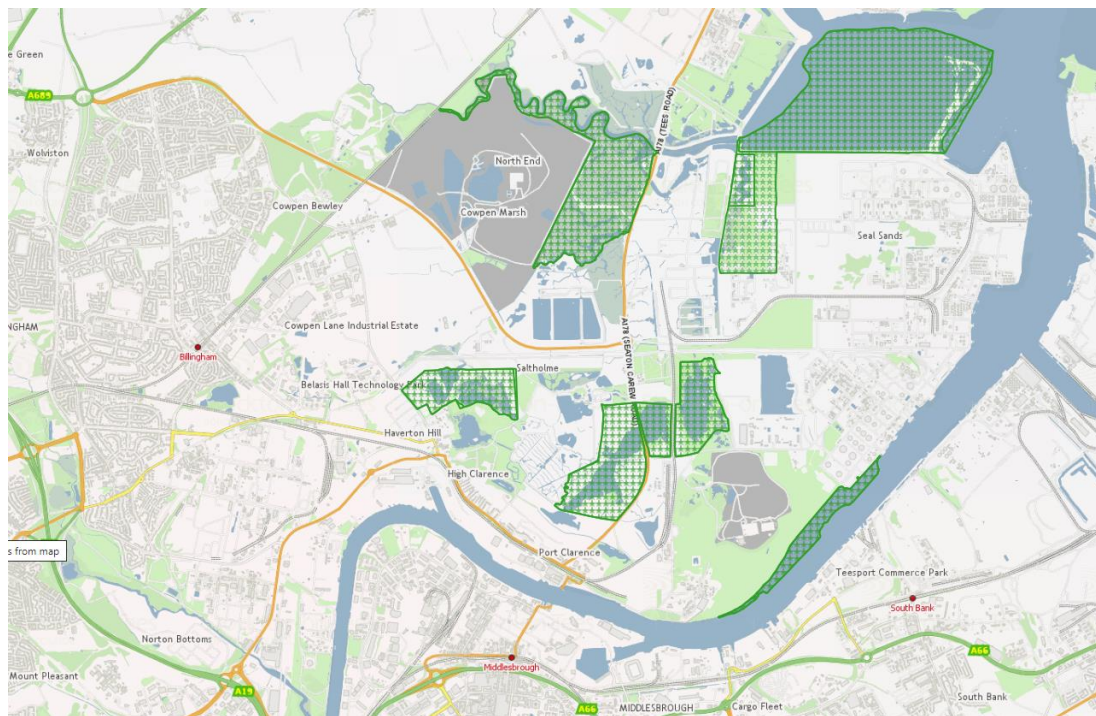 e Green
A689
Wolviston
A178 (TEES ROAD)
North End
Cowpen Bewley
Cowpen Marsh
Seal Sands
NGHAM
Cowpen Lane Industrial Estate
A178 (SEATON CAREW ROAD)
Billingham
Saltholme
Belasis Hall Technology Park
Haverton Hill
High Clarence
s from map
Port Clarence
Teesport Commerce Park
South Bank
Norton Bottoms
A66
Middlesbrough
Mount Pleasant
A19
South Bank
A66
MIDDLESBROUGH
Cargo Fleet